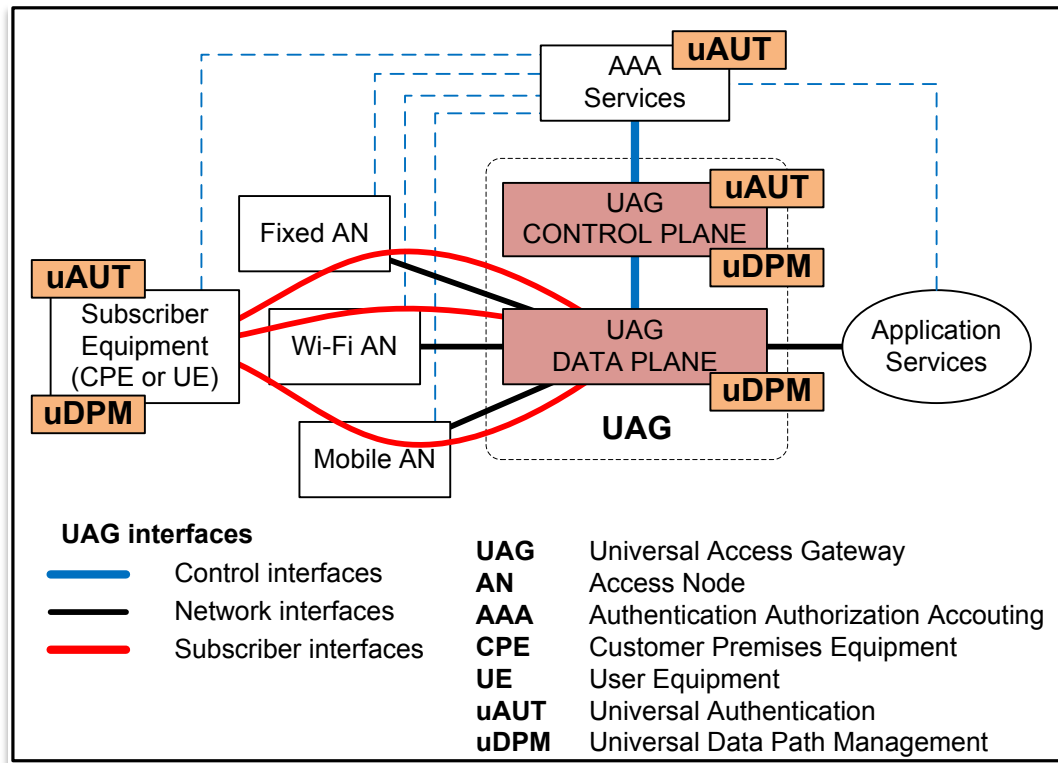 uAUT
AAA
Services
uAUT
UAG
CONTROL PLANE
uDPM
Fixed AN
uAUT
Subscriber
Equipment
(CPE or UE)
uDPM
Wi-Fi AN
UAG
DATA PLANE
uDPM
Application
Services
UAG
Mobile AN
UAG interfaces
Control interfaces
Network interfaces
Subscriber interfaces
UAG Universal Access Gateway
AN Access Node
AAA Authentication Authorization Accouting
CPE Customer Premises Equipment
UE User Equipment
uAUT Universal Authentication
uDPM Universal Data Path Management